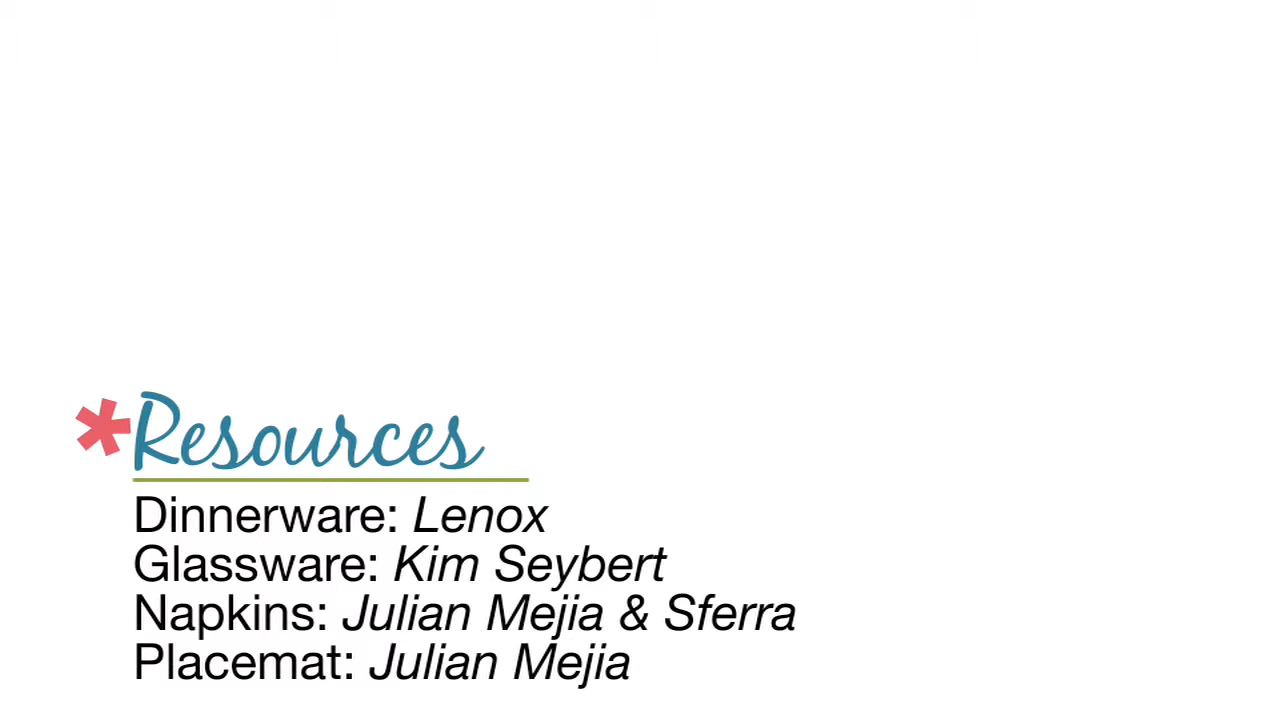 *Resources
Dinnerware: Lenox
Glassware: Kim Seybert
Napkins: Julian Mejia & Sferra
Placemat: Julian Mejia